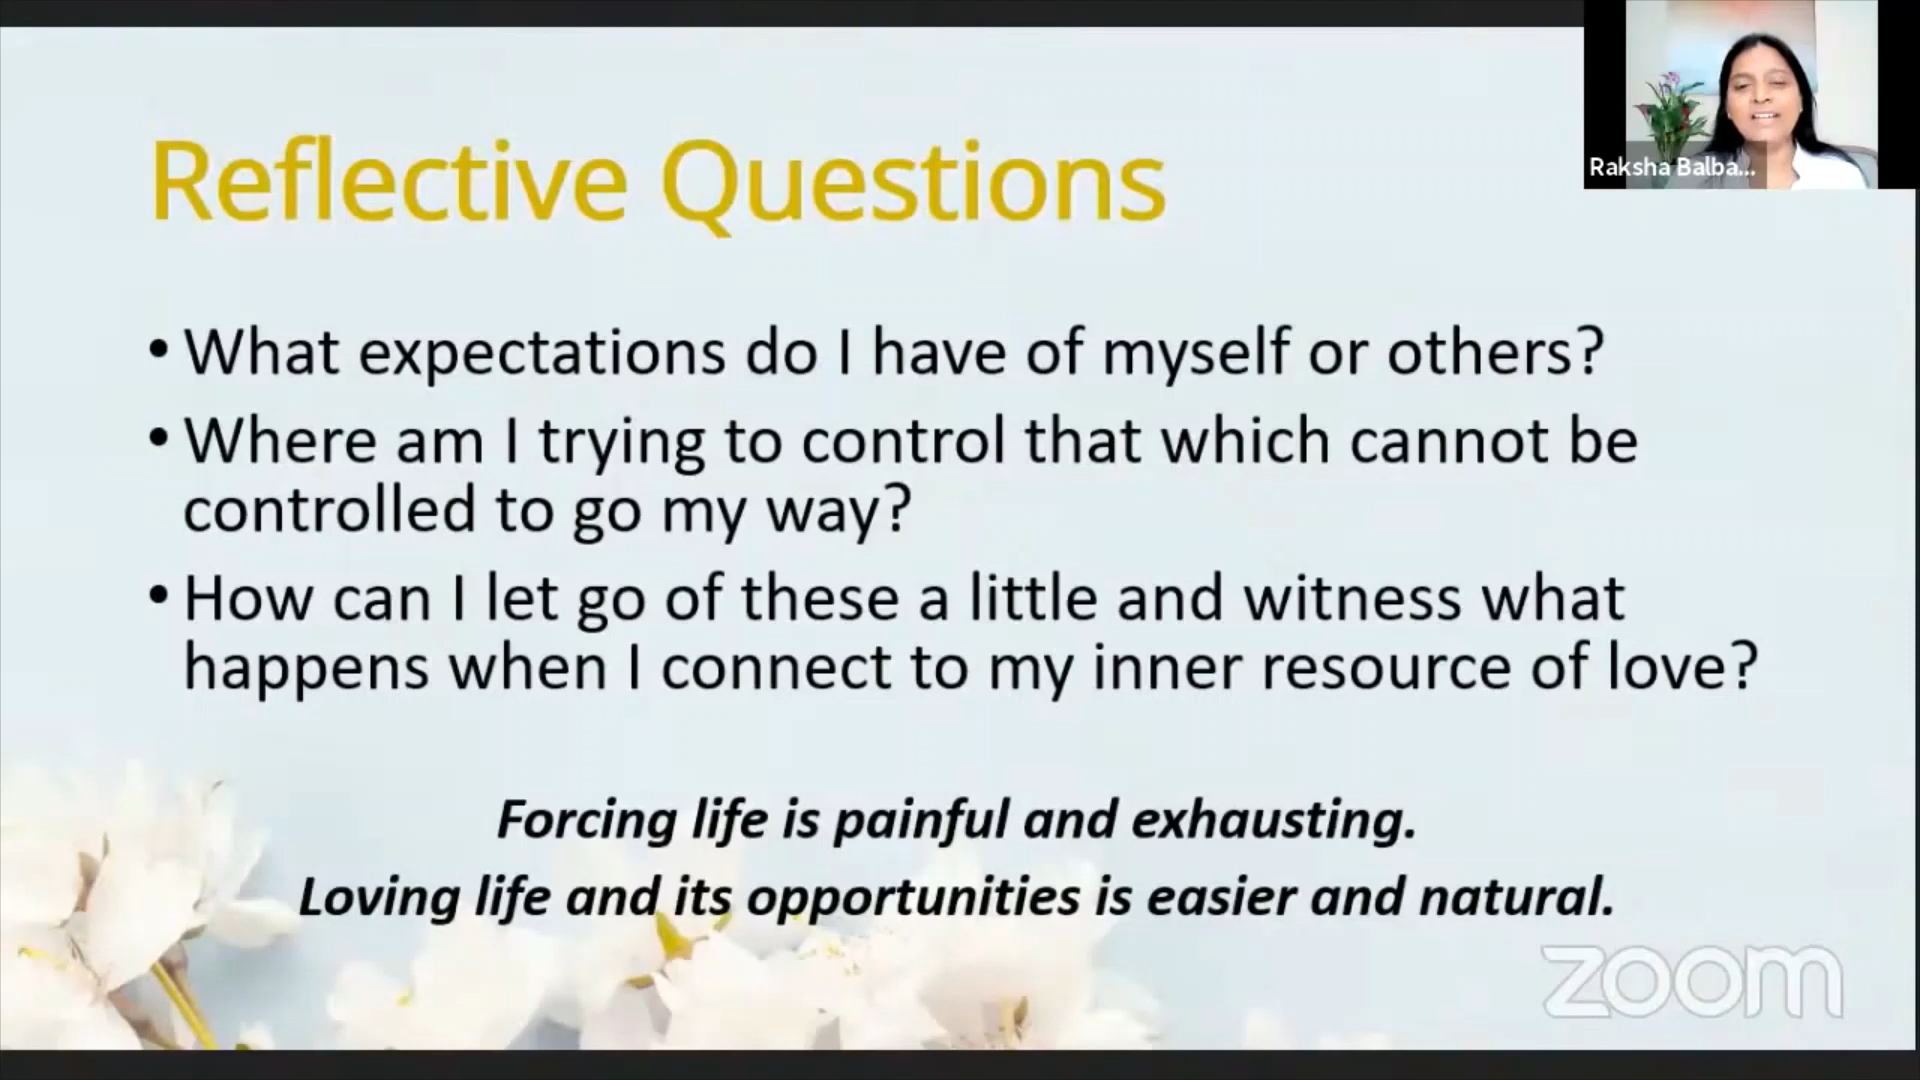 Raksha Balba...
Reflective Questions
• What expectations do I have of myself or others?
• Where am I trying to control that which cannot be
controlled to go my way?
• How can I let go of these a little and witness what
happens when I connect to my inner resource of love?
Forcing life is painful and exhausting.
Loving life and its opportunities is easier and natural.
zoom